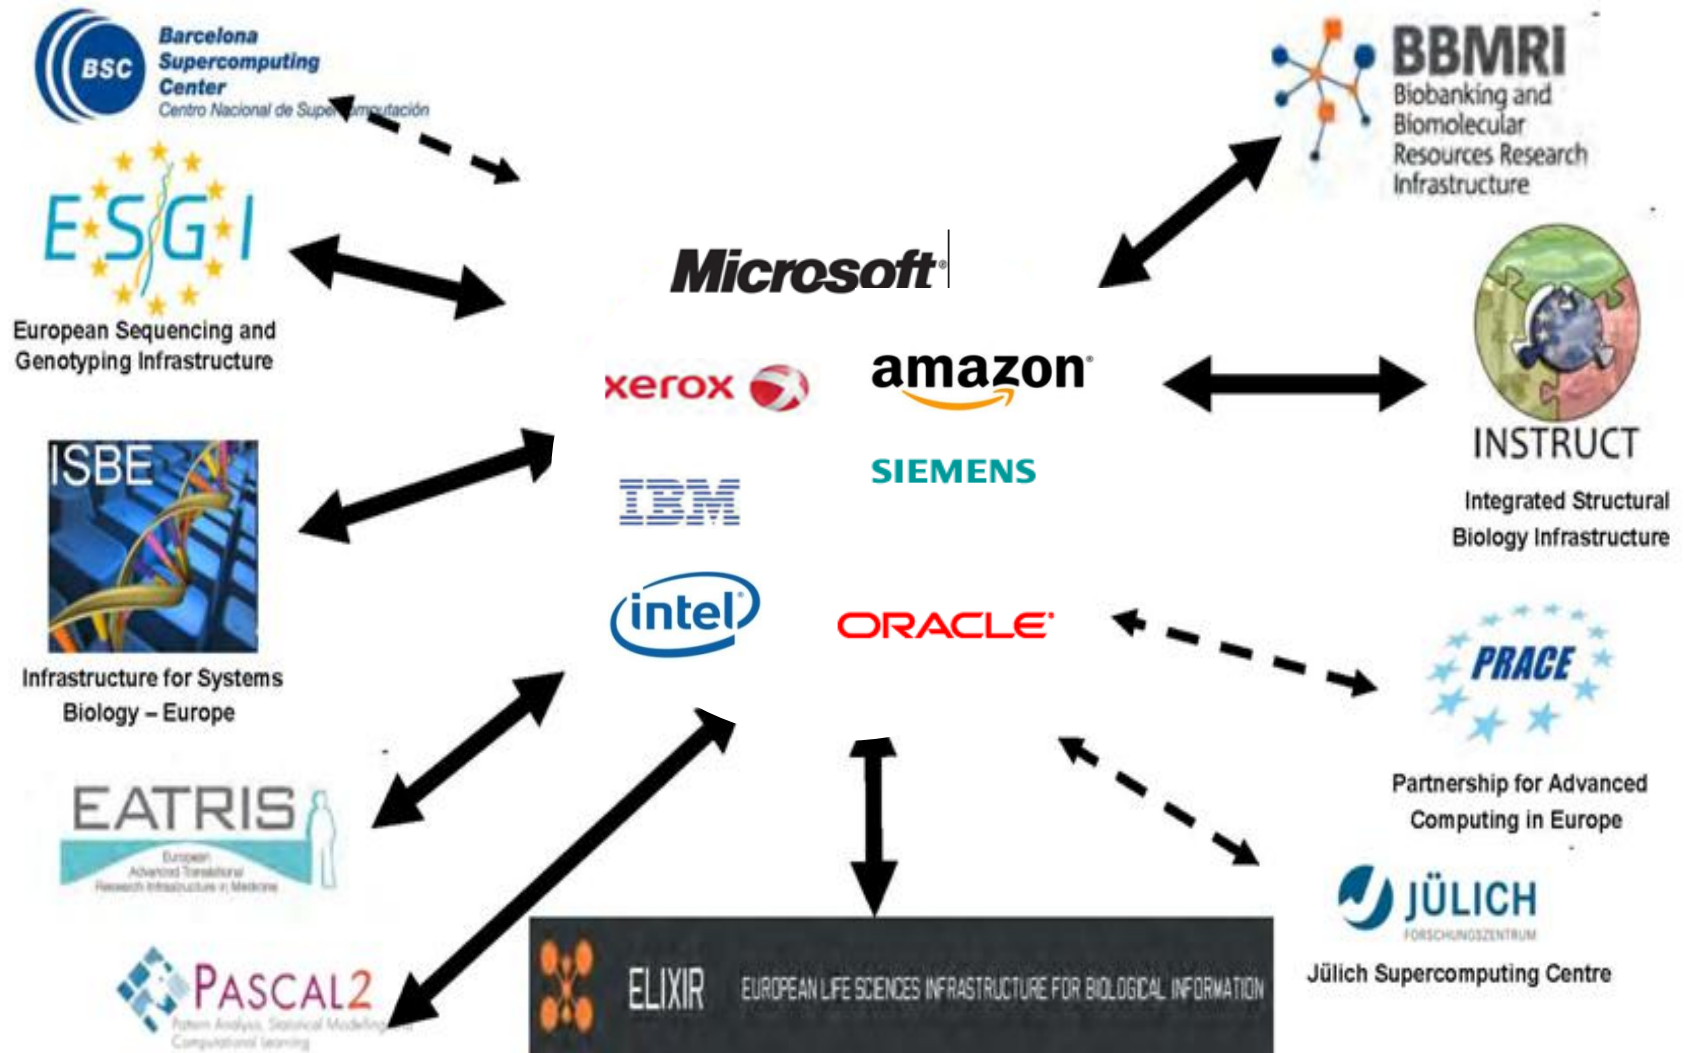 BSC
Barcelona
Supercomputing
Center
Centro Nacional de Supercomputación
BBMRI
Biobanking and
Biomolecular
Resources Research
Infrastructure
ESGI
European Sequencing and
Genotyping Infrastructure
Microsoft®
xerox
amazon®
INSTRUCT
Integrated Structural
Biology Infrastructure
ISBE
Infrastructure for Systems
Biology – Europe
IBM
SIEMENS
intel®
ORACLE®
PRACE
Partnership for Advanced
Computing in Europe
EATRIS
European
Advanced Translational
Research Infrastructure in Medicine
JÜLICH
FORSCHUNGSZENTRUM
Jülich Supercomputing Centre
PASCAL2
Pattern Analysis, Statistical Modelling and
Computational Learning
ELIXIR
EUROPEAN LIFE SCIENCES INFRASTRUCTURE FOR BIOLOGICAL INFORMATION